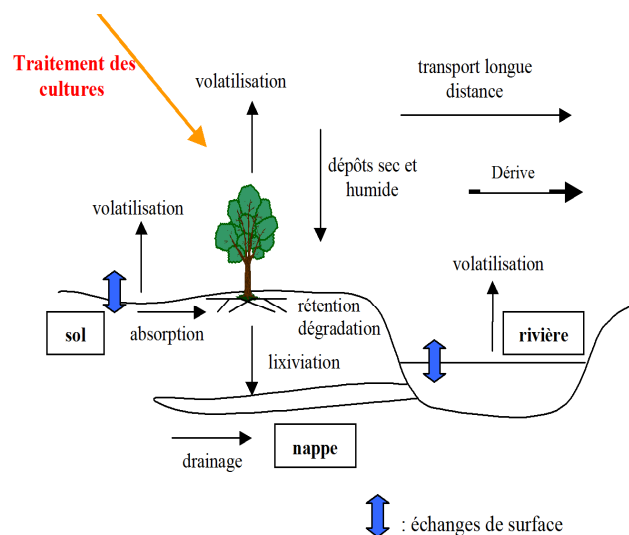 Traitement des
cultures
volatilisation
transport longue
distance
dépôts sec et
humide
Dérive
volatilisation
volatilisation
sol
absorption
rétention
dégradation
rivière
lixiviation
drainage
nappe
: échanges de surface